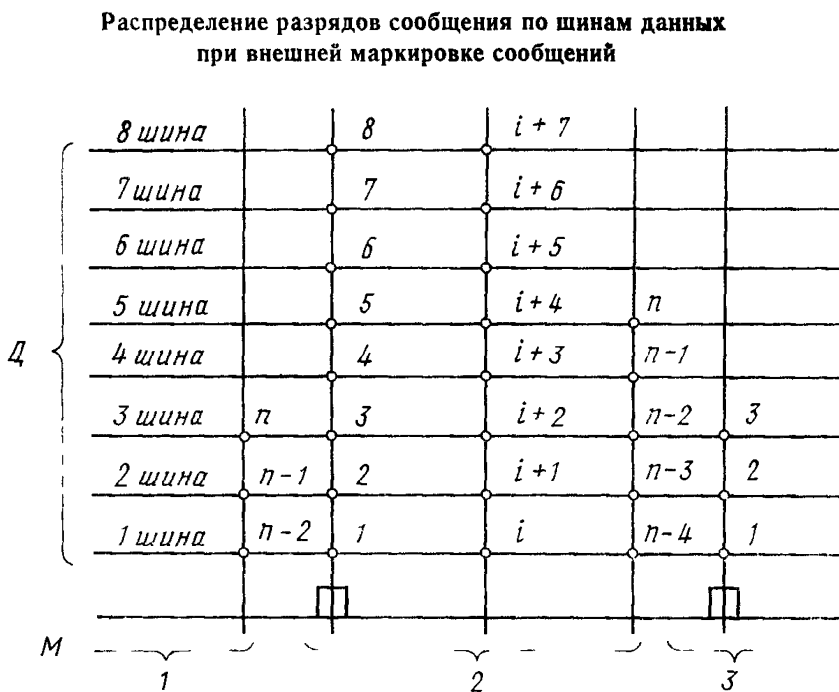 Распределение разрядов сообщения по шинам данных
при внешней маркировке сообщений
8 шина 8 i + 7
7 шина 7 i + 6
6 шина 6 i + 5
5 шина 5 i + 4 n
Д 4 шина 4 i + 3 n-1
3 шина n 3 i + 2 n-2 3
2 шина n-1 2 i+1 n-3 2
1 шина n-2 1 i n-4 1
М
1 2 3